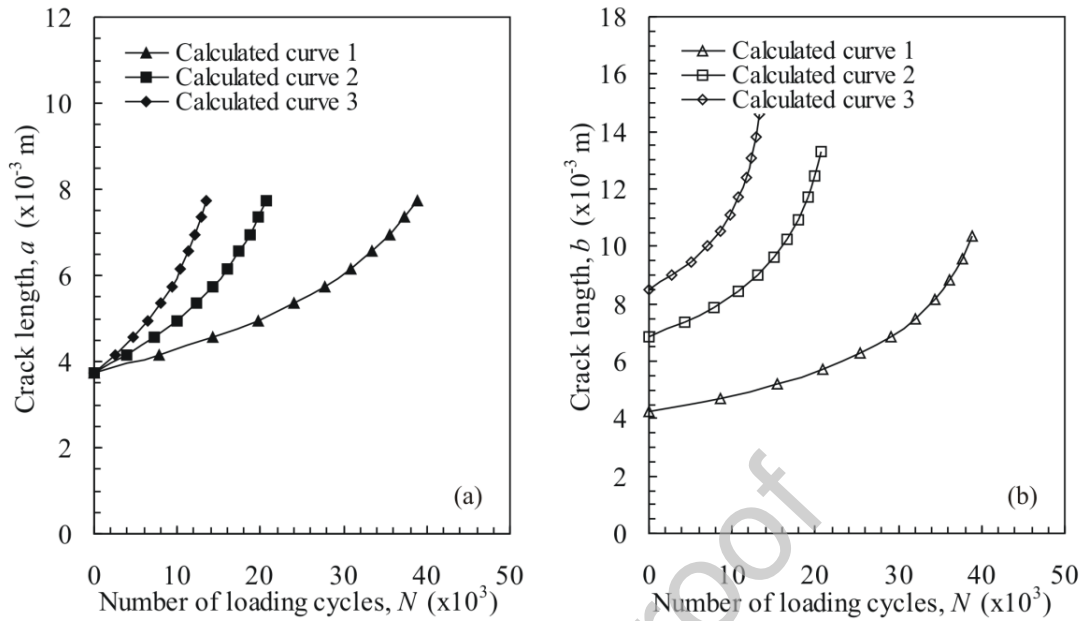 12
10
8
6
4
2
0
Crack length, a (x10-3 m)
Calculated curve 1
Calculated curve 2
Calculated curve 3
(a)
0 10 20 30 40 50
Number of loading cycles, N (x10³)
18
16
14
12
10
8
6
4
2
0
Crack length, b (x10-3 m)
Calculated curve 1
Calculated curve 2
Calculated curve 3
(b)
0 10 20 30 40 50
Number of loading cycles, N (x10³)
roof